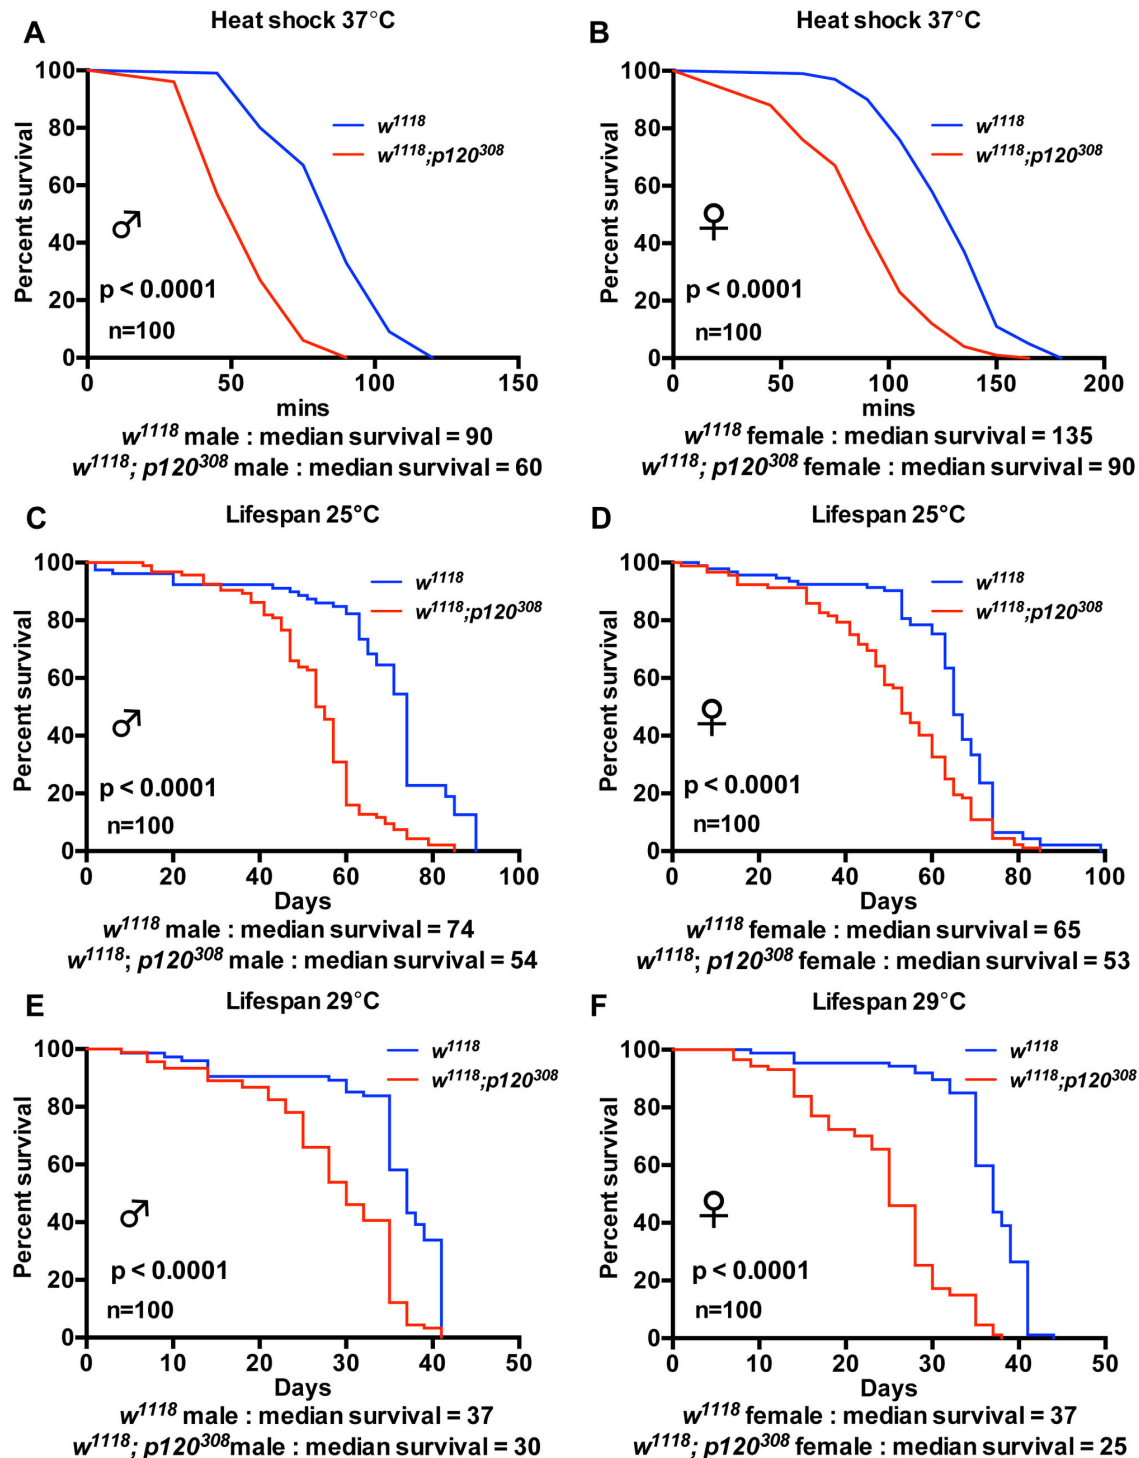 A
Heat shock 37°C
100
80
60
40
20
0
Percent survival
w1118
w1118;p120308
♂
p < 0.0001
n=100
0 50 100 150
mins
w1118 male : median survival = 90
w1118; p120308 male : median survival = 60
B
Heat shock 37°C
100
80
60
40
20
0
Percent survival
w1118
w1118;p120308
♀
p < 0.0001
n=100
0 50 100 150 200
mins
w1118 female : median survival = 135
w1118; p120308 female : median survival = 90
C
Lifespan 25°C
100
80
60
40
20
0
Percent survival
w1118
w1118;p120308
♂
p < 0.0001
n=100
0 20 40 60 80 100
Days
w1118 male : median survival = 74
w1118; p120308 male : median survival = 54
D
Lifespan 25°C
100
80
60
40
20
0
Percent survival
w1118
w1118;p120308
♀
p < 0.0001
n=100
0 20 40 60 80 100
Days
w1118 female : median survival = 65
w1118; p120308 female : median survival = 53
E
Lifespan 29°C
100
80
60
40
20
0
Percent survival
w1118
w1118;p120308
♂
p < 0.0001
n=100
0 10 20 30 40 50
Days
w1118 male : median survival = 37
w1118; p120308male : median survival = 30
F
Lifespan 29°C
100
80
60
40
20
0
Percent survival
w1118
w1118;p120308
♀
p < 0.0001
n=100
0 10 20 30 40 50
Days
w1118 female : median survival = 37
w1118; p120308 female : median survival = 25